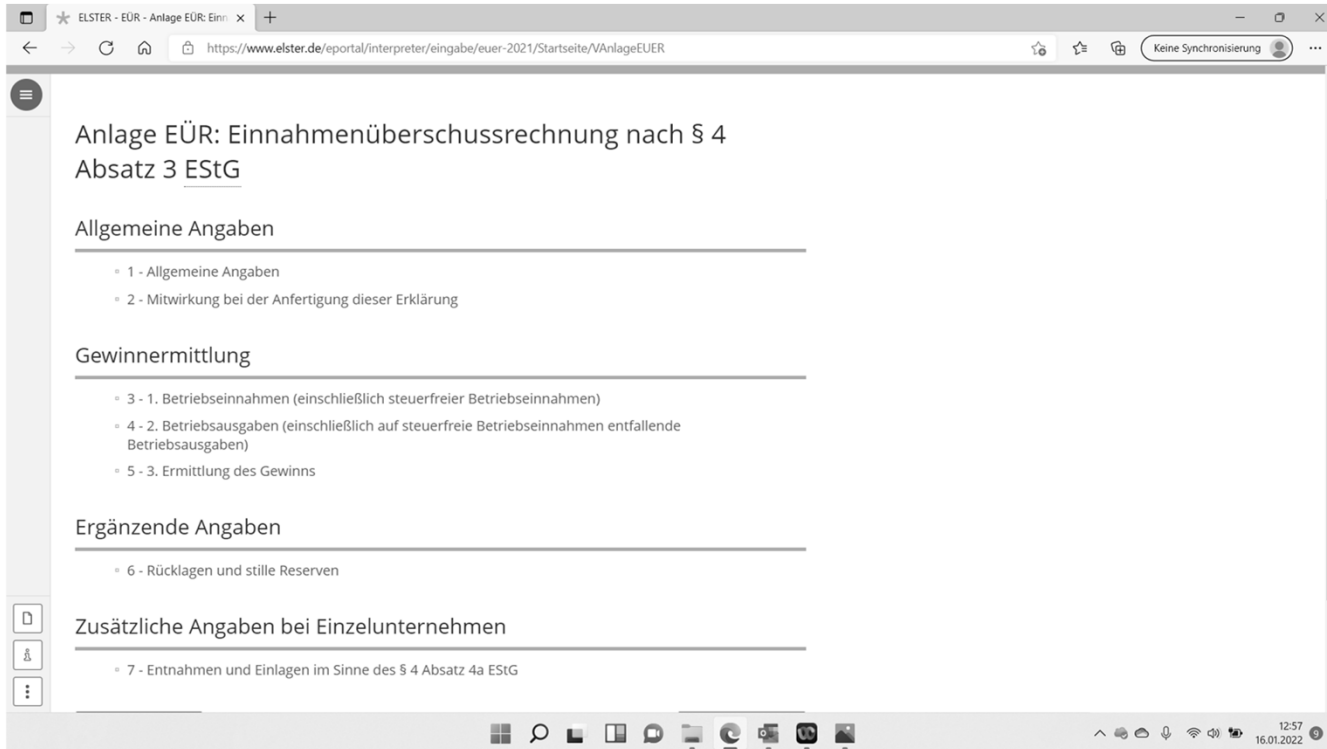 ELSTER - EÜR - Anlage EÜR: Einn
https://www.elster.de/eportal/interpreter/eingabe/euer-2021/Startseite/VAnlageEUER
Keine Synchronisierung
Anlage EÜR: Einnahmenüberschussrechnung nach § 4
Absatz 3 EStG
Allgemeine Angaben
1 - Allgemeine Angaben
2 - Mitwirkung bei der Anfertigung dieser Erklärung
Gewinnermittlung
3 - 1. Betriebseinnahmen (einschließlich steuerfreier Betriebseinnahmen)
4 - 2. Betriebsausgaben (einschließlich auf steuerfreie Betriebseinnahmen entfallende
Betriebsausgaben)
5 - 3. Ermittlung des Gewinns
Ergänzende Angaben
6 - Rücklagen und stille Reserven
Zusätzliche Angaben bei Einzelunternehmen
7 - Entnahmen und Einlagen im Sinne des § 4 Absatz 4a EStG
12:57
16.01.2022
9